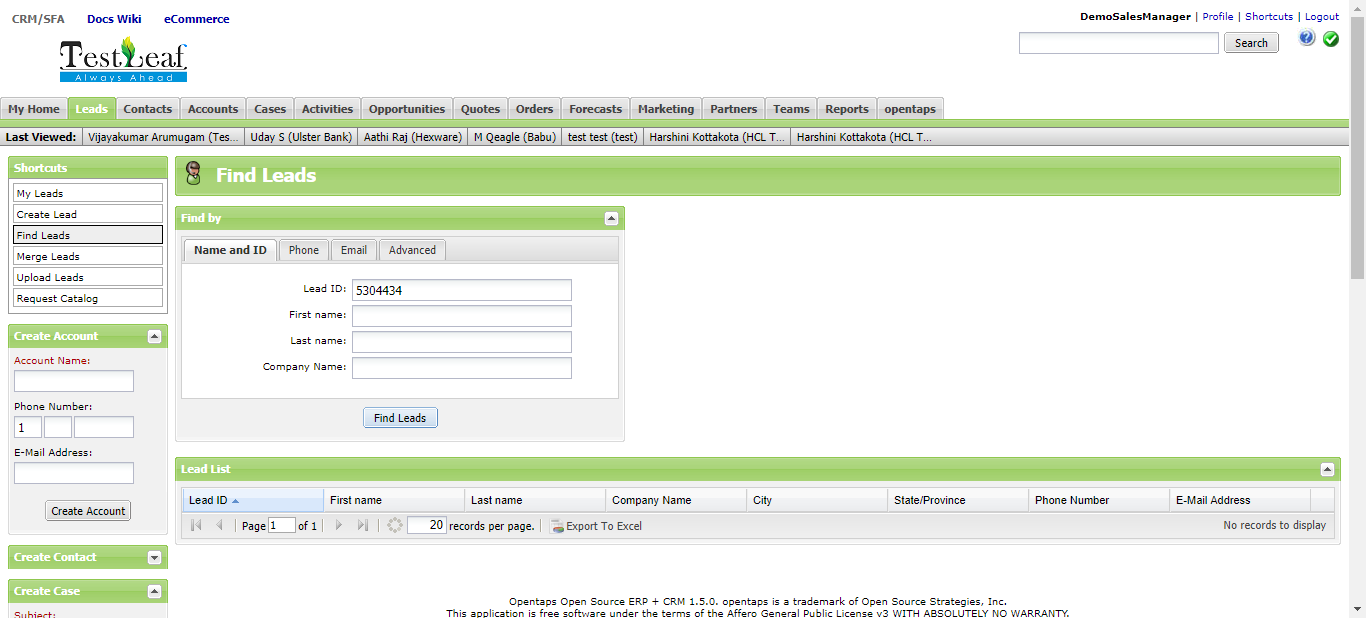 CRM/SFA Docs Wiki eCommerce
DemoSalesManager | Profile | Shortcuts | Logout
TestLeaf
Always Ahead
Search
?
My Home Leads Contacts Accounts Cases Activities Opportunities Quotes Orders Forecasts Marketing Partners Teams Reports opentaps
Last Viewed: Vijayakumar Arumugam (Tes... Uday S (Ulster Bank) Aathi Raj (Hexware) M Qeagle (Babu) test test (test) Harshini Kottakota (HCL T... Harshini Kottakota (HCL T...
Shortcuts
My Leads
Create Lead
Find Leads
Merge Leads
Upload Leads
Request Catalog
Create Account
Account Name:
Phone Number:
1
E-Mail Address:
Create Account
Create Contact
Create Case
Subject:
Find Leads
Find by
Name and ID Phone Email Advanced
Lead ID: 5304434
First name:
Last name:
Company Name:
Find Leads
Lead List
Lead ID First name Last name Company Name City State/Province Phone Number E-Mail Address
Page 1 of 1 20 records per page. Export To Excel No records to display
Opentaps Open Source ERP + CRM 1.5.0. opentaps is a trademark of Open Source Strategies, Inc.
This application is free software under the terms of the Affero General Public License v3 WITH ABSOLUTELY NO WARRANTY.